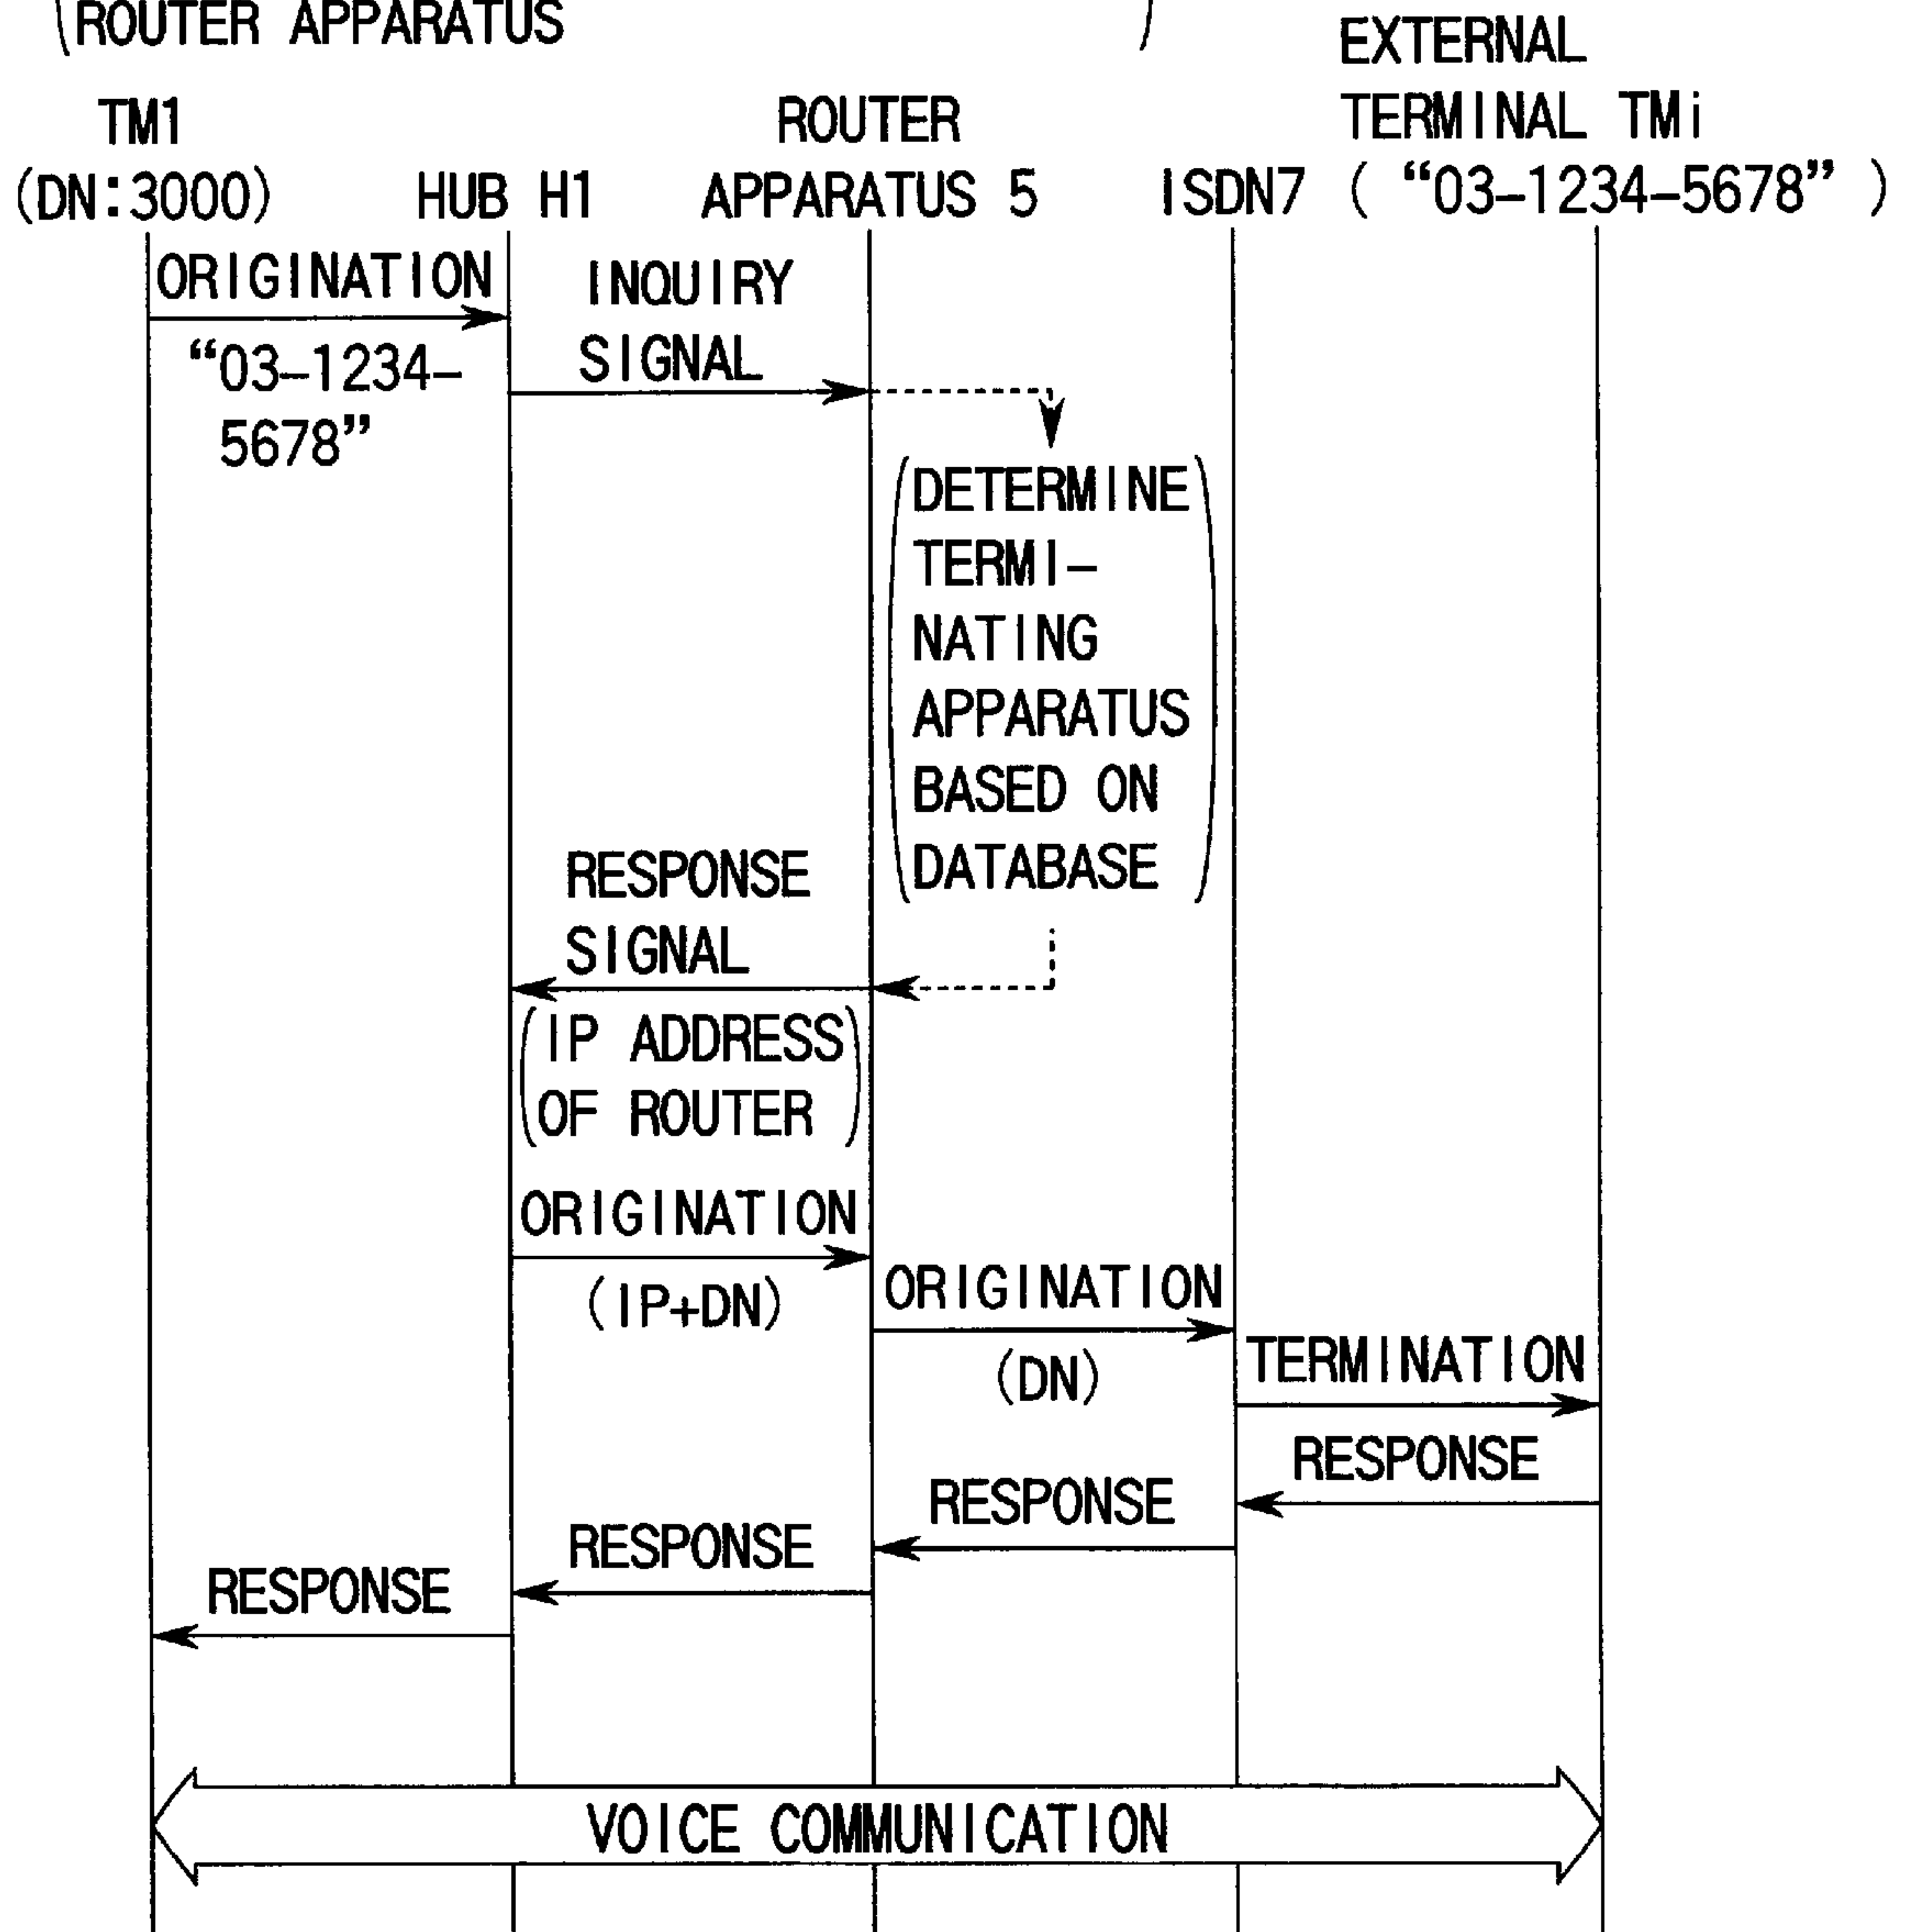 ROUTER APPARATUS
EXTERNAL
TM1 ROUTER TERMINAL TMi
(DN:3000) HUB H1 APPARATUS 5 ISDN7 ( “03-1234-5678” )
ORIGINATION
“03-1234-
5678”
INQUIRY
SIGNAL
DETERMINE
TERMI-
NATING
APPARATUS
BASED ON
DATABASE
RESPONSE
SIGNAL
(IP ADDRESS
OF ROUTER)
ORIGINATION
(IP+DN)
ORIGINATION
(DN)
TERMINATION
RESPONSE
RESPONSE
RESPONSE
RESPONSE
VOICE COMMUNICATION